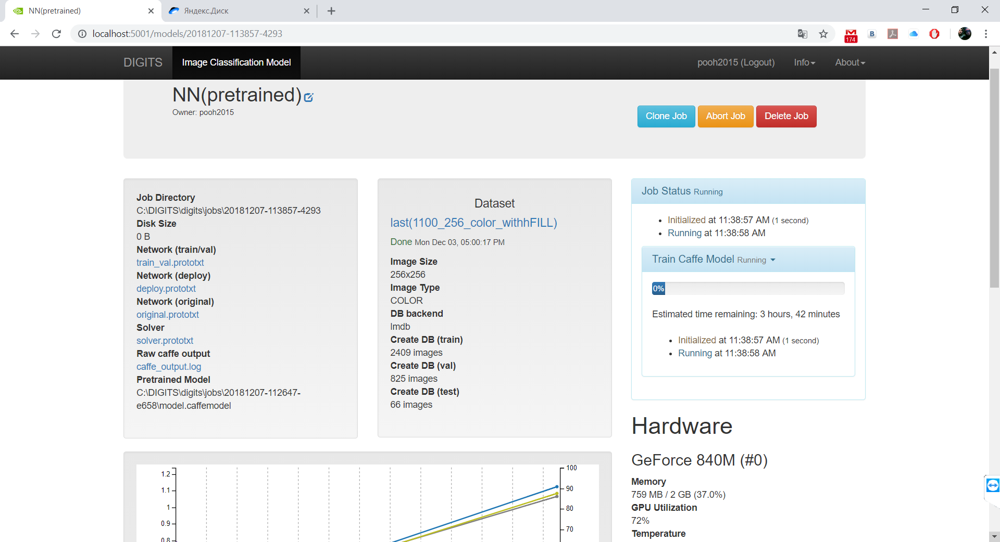 NN(pretrained)
Яндекс.Диск
localhost:5001/models/20181207-113857-4293
174
B
DIGITS
Image Classification Model
pooh2015 (Logout)
Info
About
NN(pretrained)
Owner: pooh2015
Clone Job
Abort Job
Delete Job
Job Directory
C:\DIGITS\digits\jobs\20181207-113857-4293
Disk Size
0 B
Network (train/val)
train_val.prototxt
Network (deploy)
deploy.prototxt
Network (original)
original.prototxt
Solver
solver.prototxt
Raw caffe output
caffe_output.log
Pretrained Model
C:\DIGITS\digits\jobs\20181207-112647-
e658\model.caffemodel
Dataset
last(1100_256_color_withhFILL)
Done Mon Dec 03, 05:00:17 PM
Image Size
256x256
Image Type
COLOR
DB backend
lmdb
Create DB (train)
2409 images
Create DB (val)
825 images
Create DB (test)
66 images
Job Status Running
Initialized at 11:38:57 AM (1 second)
Running at 11:38:58 AM
Train Caffe Model Running
0%
Estimated time remaining: 3 hours, 42 minutes
Initialized at 11:38:57 AM (1 second)
Running at 11:38:58 AM
Hardware
GeForce 840M (#0)
Memory
759 MB / 2 GB (37.0%)
GPU Utilization
72%
Temperature
1.2
1.1
1
0.9
0.8
100
90
80
70